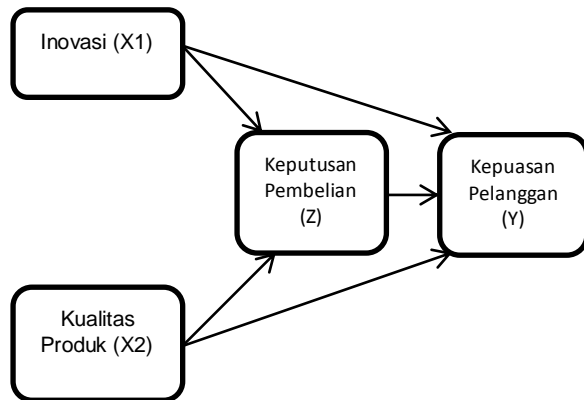 Inovasi (X1)
Keputusan
Pembelian
(Z)
Kepuasan
Pelanggan
(Y)
Kualitas
Produk (X2)